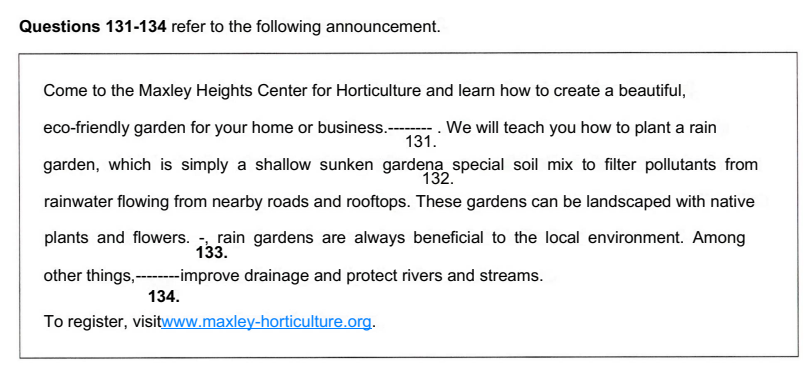 Questions 131-134 refer to the following announcement.
Come to the Maxley Heights Center for Horticulture and learn how to create a beautiful,
eco-friendly garden for your home or business.-------- . We will teach you how to plant a rain
131.
garden, which is simply a shallow sunken gardena special soil mix to filter pollutants from
132.
rainwater flowing from nearby roads and rooftops. These gardens can be landscaped with native
plants and flowers. -, rain gardens are always beneficial to the local environment. Among
133.
other things,--------improve drainage and protect rivers and streams.
134.
To register, visitwww.maxley-horticulture.org.